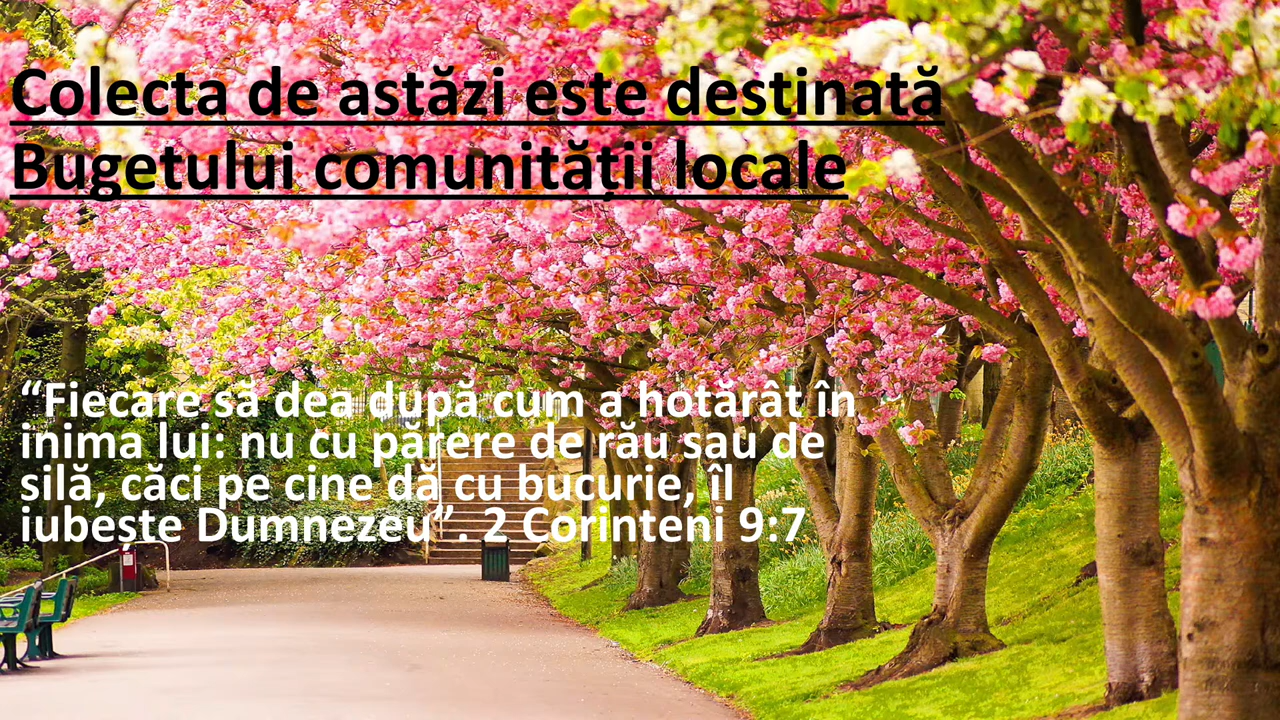 Colecta de astăzi este destinată
Bugetului comunității locale
“Fiecare să dea după cum a hotărât în
inima lui: nu cu părere de rău sau de
silă, căci pe cine dă cu bucurie, îl
iubește Dumnezeu”. 2 Corinteni 9:7